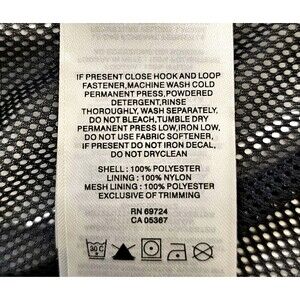 IF PRESENT CLOSE HOOK AND LOOP
FASTENER,MACHINE WASH COLD
PERMANENT PRESS,POWDERED
DETERGENT,RINSE
THOROUGHLY, WASH SEPARATELY,
DO NOT BLEACH,TUMBLE DRY
PERMANENT PRESS LOW,IRON LOW,
DO NOT USE FABRIC SOFTENER,
IF PRESENT DO NOT IRON DECAL,
DO NOT DRYCLEAN
SHELL : 100% POLYESTER
LINING : 100% NYLON
MESH LINING : 100% POLYESTER
EXCLUSIVE OF TRIMMING
RN 69724
CA 05367
30 C